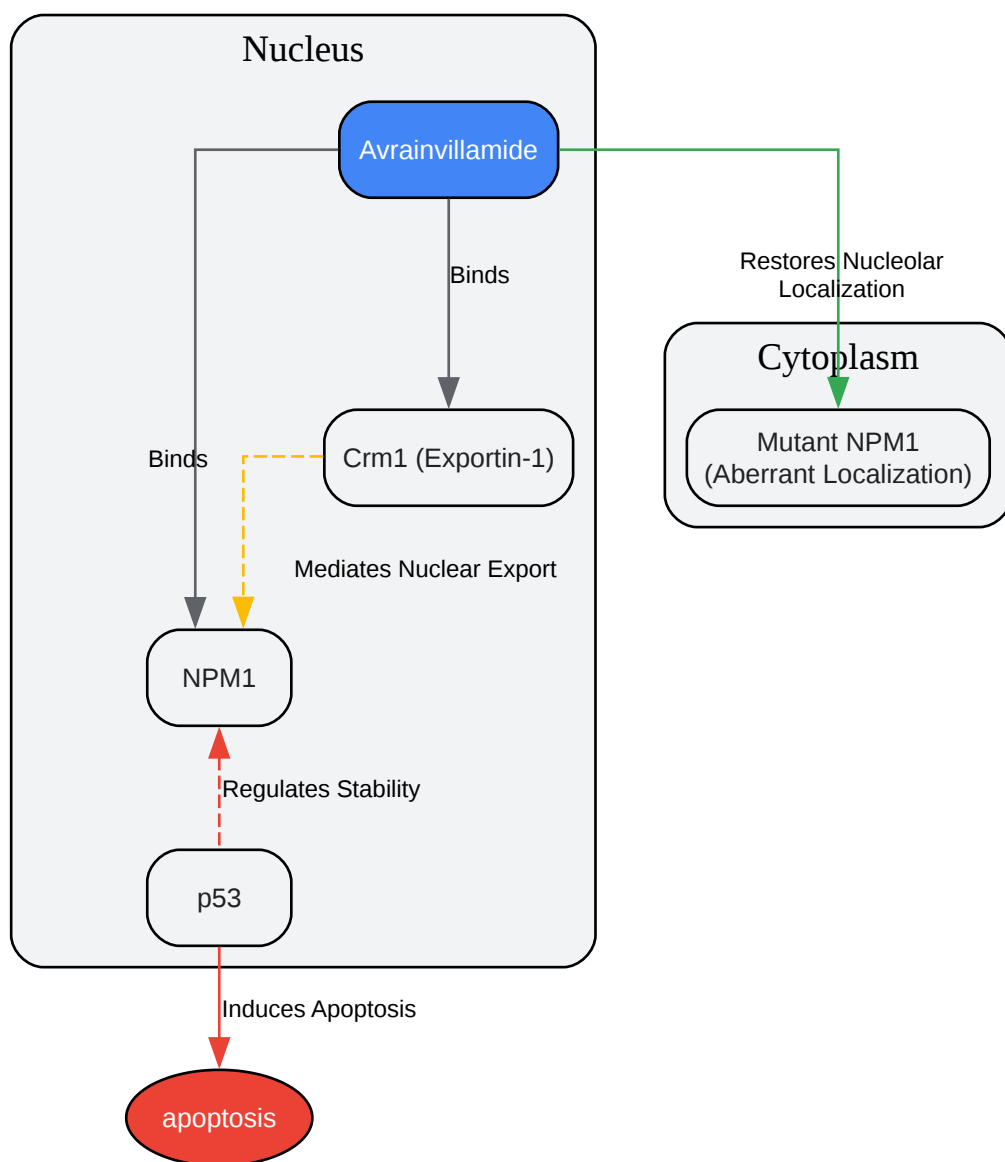 Nucleus
Avrainvillamide
Binds
Restores Nucleolar
Localization
Cytoplasm
Binds
Crm1 (Exportin-1)
Mutant NPM1
(Aberrant Localization)
Mediates Nuclear Export
NPM1
Regulates Stability
p53
Induces Apoptosis
apoptosis